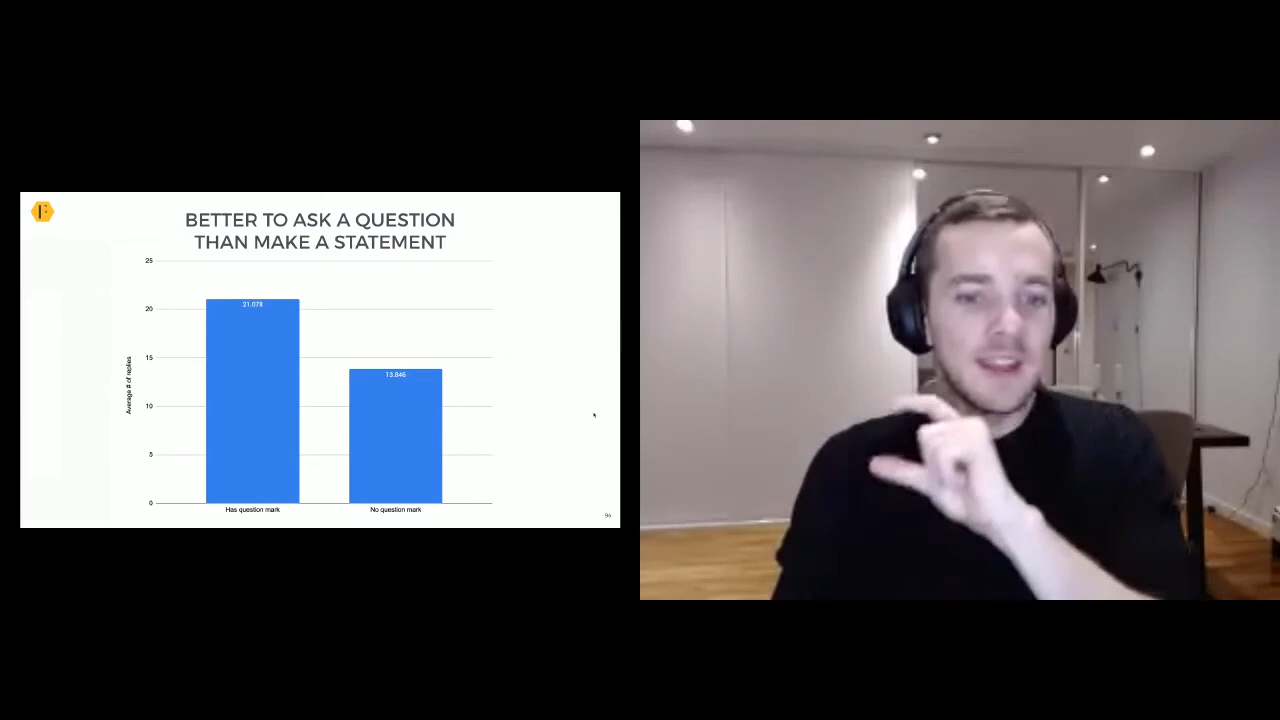 BETTER TO ASK A QUESTION
THAN MAKE A STATEMENT
25
20
15
10
5
0
Average # of replies
21.078
13.846
Has question mark
No question mark
94